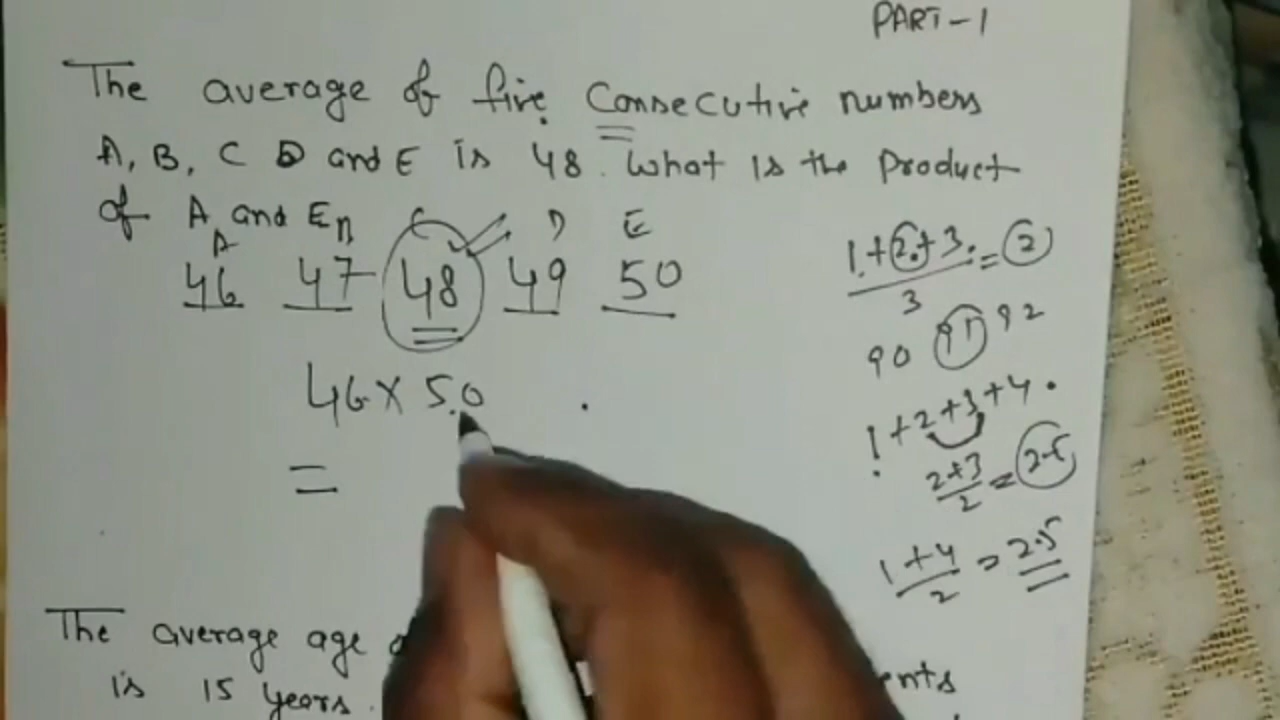 PART-1
The average of five Consecutive numbers
A, B, C D and E is 48. What is the Product
of A and E
A B C D E
46 47 48 49 50
46 x 50
=
1+2+3
3
= 2
90 91 92
1+2+3+4
2+3
2
= 2.5
1+4
2
= 2.5
The average age
is 15 years.